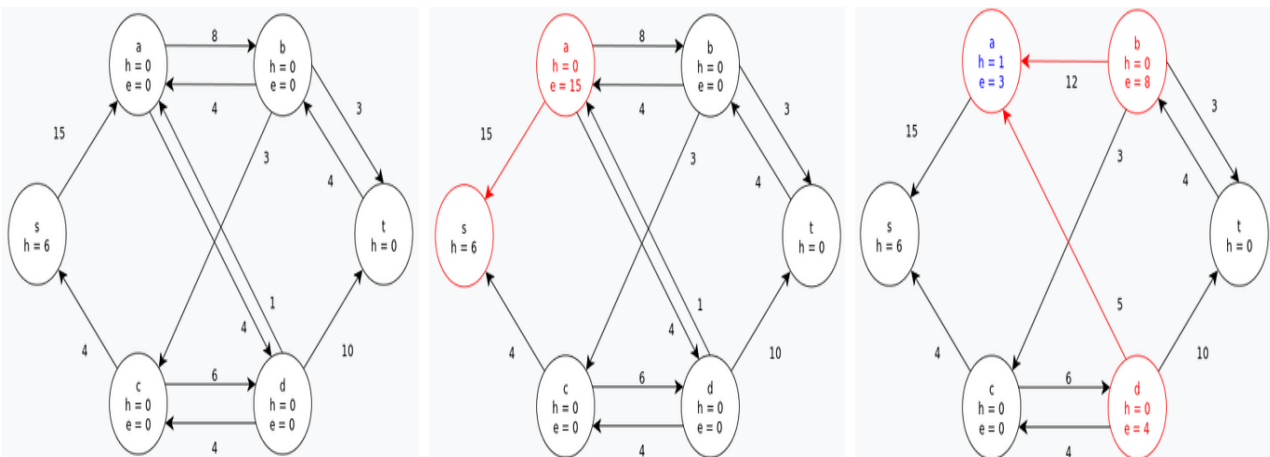 a
h = 0
e = 0
8
b
h = 0
e = 0
4
3
15
3
4
s
h = 6
t
h = 0
1
4
4
10
c
h = 0
e = 0
6
d
h = 0
e = 0
4
a
h = 0
e = 15
8
b
h = 0
e = 0
4
3
15
3
4
s
h = 6
t
h = 0
1
4
4
10
c
h = 0
e = 0
6
d
h = 0
e = 0
4
a
h = 1
e = 3
b
h = 0
e = 8
12
3
15
3
4
s
h = 6
t
h = 0
5
4
10
c
h = 0
e = 0
6
d
h = 0
e = 4
4